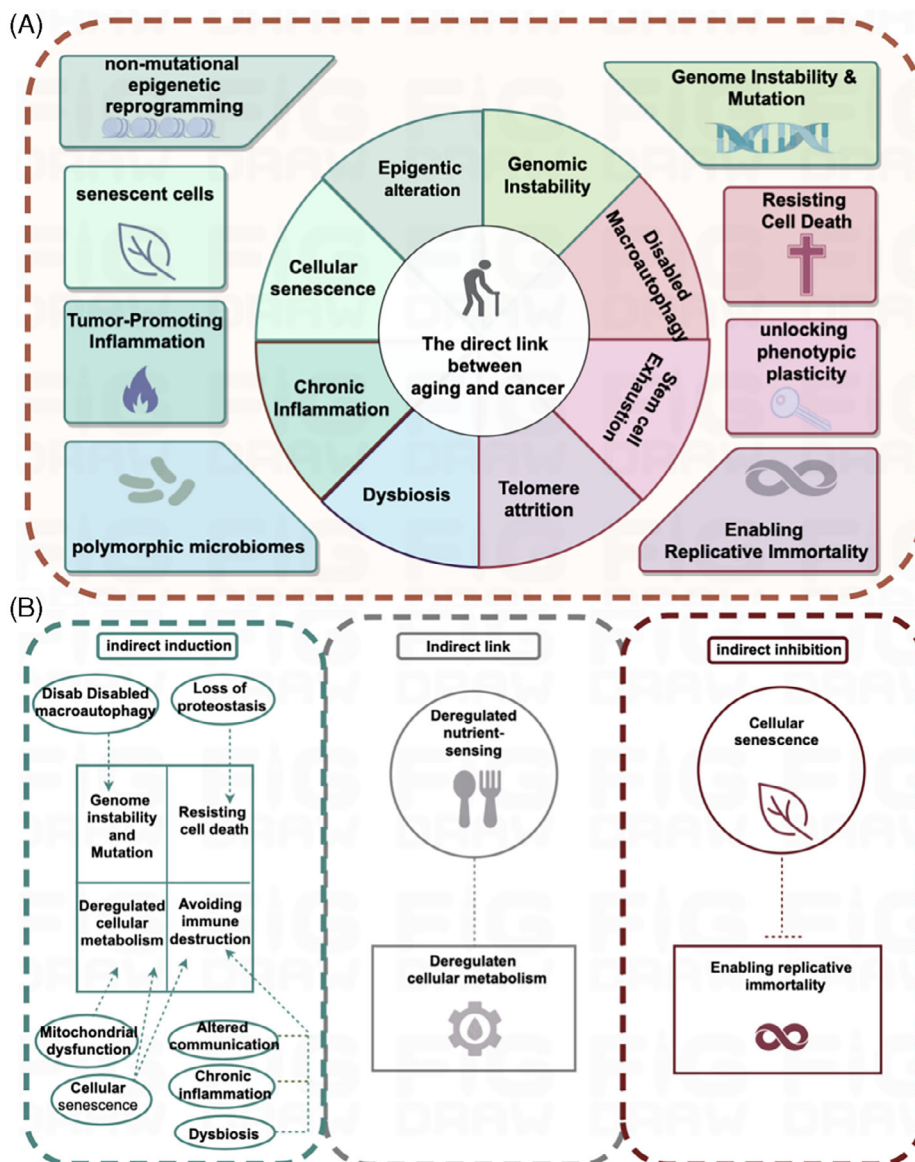 (A)
non-mutational
epigenetic
reprogramming
Genome Instability &
Mutation
Epigentic
alteration
Genomic
Instability
senescent cells
Resisting
Cell Death
Disabled
Macroautophagy
Cellular
senescence
Tumor-Promoting
Inflammation
The direct link
between
aging and cancer
unlocking
phenotypic
plasticity
Chronic
Inflammation
Stem cell
Exhaustion
Dysbiosis
Telomere
attrition
polymorphic microbiomes
Enabling
Replicative Immortality
(B)
indirect induction
Disab Disabled
macroautophagy
Loss of
proteostasis
Genome
instability
and
Mutation
Resisting
cell death
Deregulated
cellular
metabolism
Avoiding
immune
destruction
Mitochondrial
dysfunction
Altered
communication
Cellular
senescence
Chronic
inflammation
Dysbiosis
Indirect link
Deregulated
nutrient-
sensing
Deregulaten
cellular metabolism
indirect inhibition
Cellular
senescence
Enabling replicative
immortality
FIG
DRAW